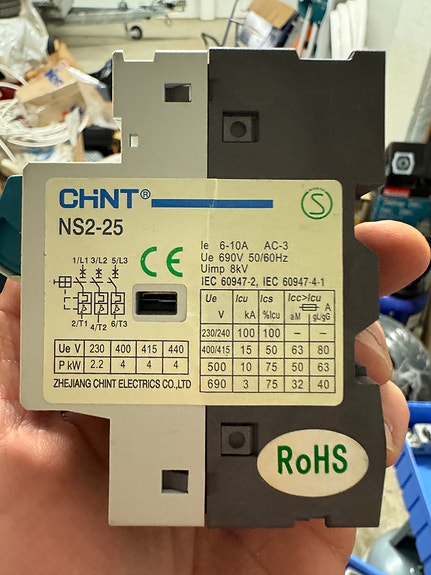 CHNT®
NS2-25
S
Ie 6-10A AC-3
Ue 690V 50/60Hz
Uimp 8kV
IEC 60947-2, IEC 60947-4-1
CE
1/L1 3/L2 5/L3
2/T1 4/T2 6/T3
Ue V 230 400 415 440
P kW 2.2 4 4 4
ZHEJIANG CHINT ELECTRICS CO.,LTD
Ue Icu Ics Icc>Icu A
V kA %Icu aM gL/gG
230/240 100 100 – –
400/415 15 50 63 80
500 10 75 50 63
690 3 75 32 40
RoHS